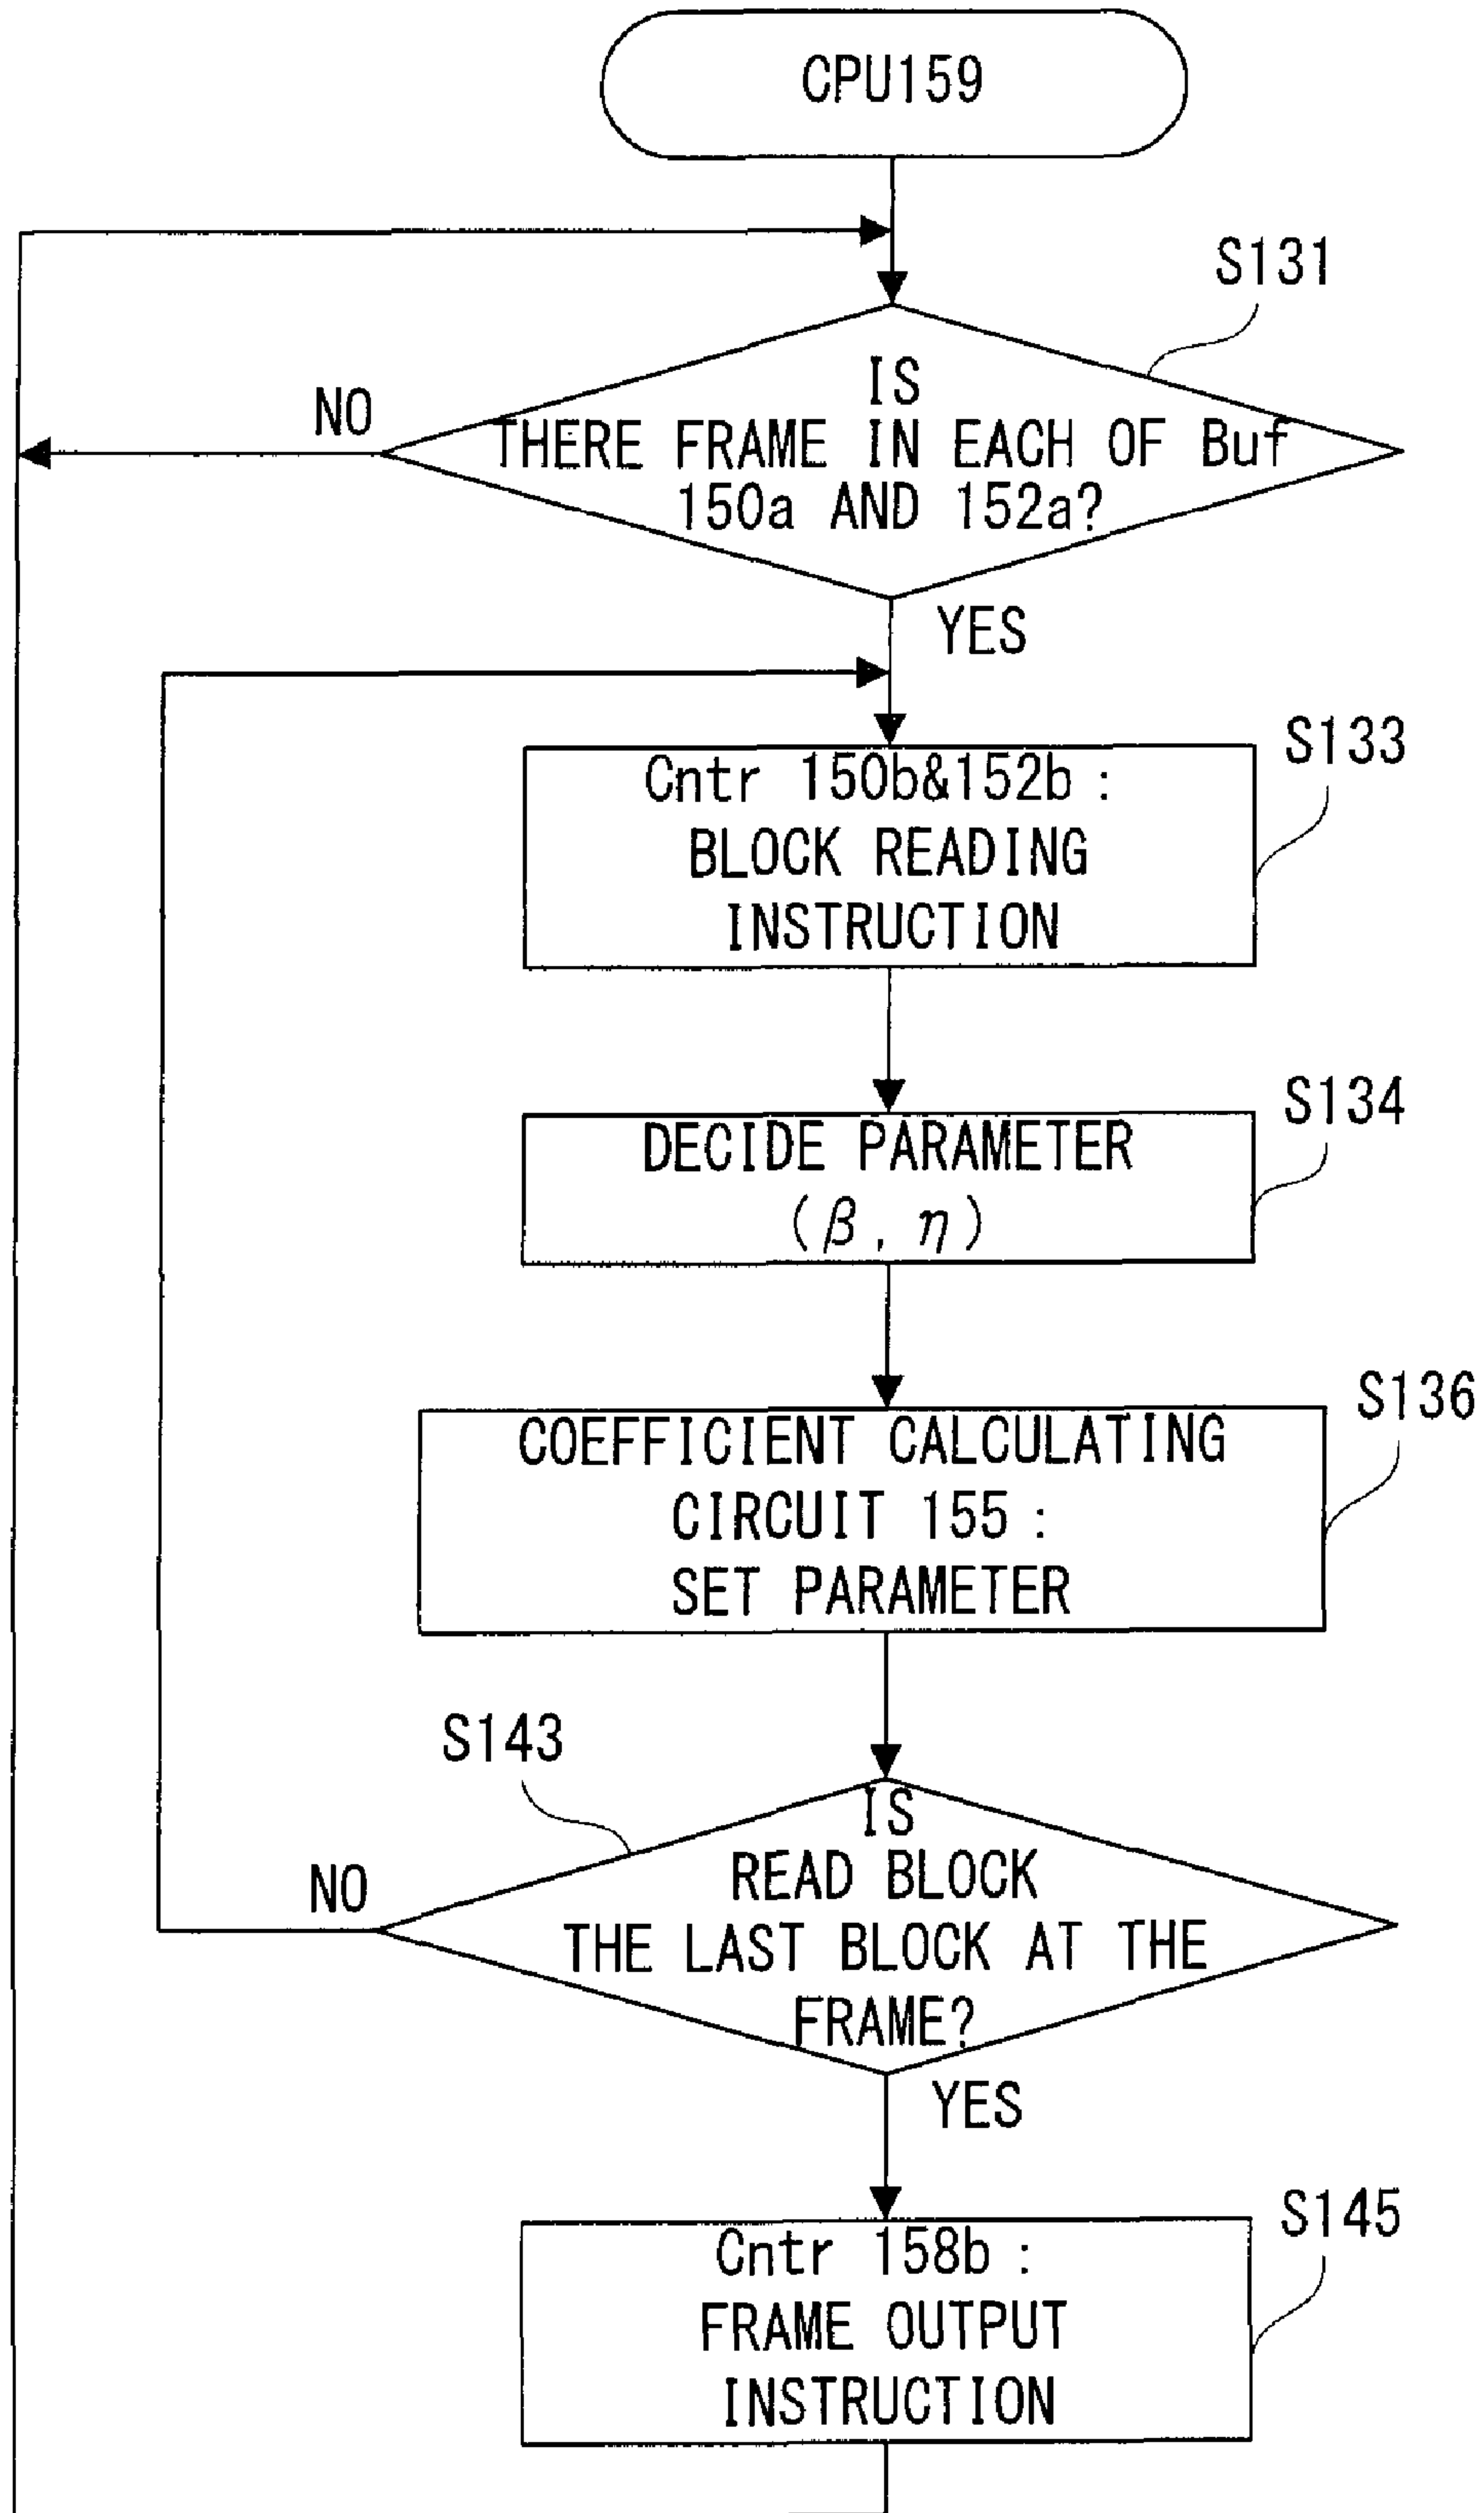 CPU159
S131
NO
IS
THERE FRAME IN EACH OF Buf
150a AND 152a?
YES
S133
Cntr 150b&152b :
BLOCK READING
INSTRUCTION
S134
DECIDE PARAMETER
(β, η)
S136
COEFFICIENT CALCULATING
CIRCUIT 155 :
SET PARAMETER
S143
NO
IS
READ BLOCK
THE LAST BLOCK AT THE
FRAME?
YES
S145
Cntr 158b :
FRAME OUTPUT
INSTRUCTION